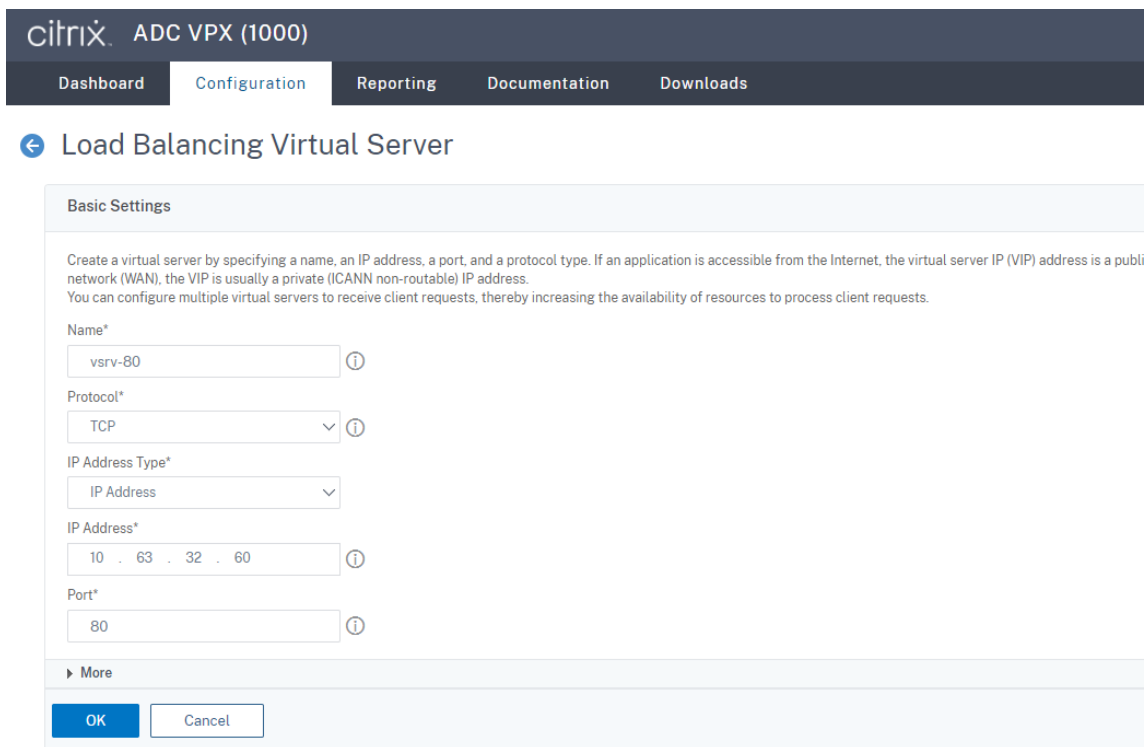 citrix. ADC VPX (1000)
Dashboard Configuration Reporting Documentation Downloads
Load Balancing Virtual Server
Basic Settings
Create a virtual server by specifying a name, an IP address, a port, and a protocol type. If an application is accessible from the Internet, the virtual server IP (VIP) address is a publi
network (WAN), the VIP is usually a private (ICANN non-routable) IP address.
You can configure multiple virtual servers to receive client requests, thereby increasing the availability of resources to process client requests.
Name*
vsrv-80
Protocol*
TCP
IP Address Type*
IP Address
IP Address*
10 . 63 . 32 . 60
Port*
80
More
OK Cancel